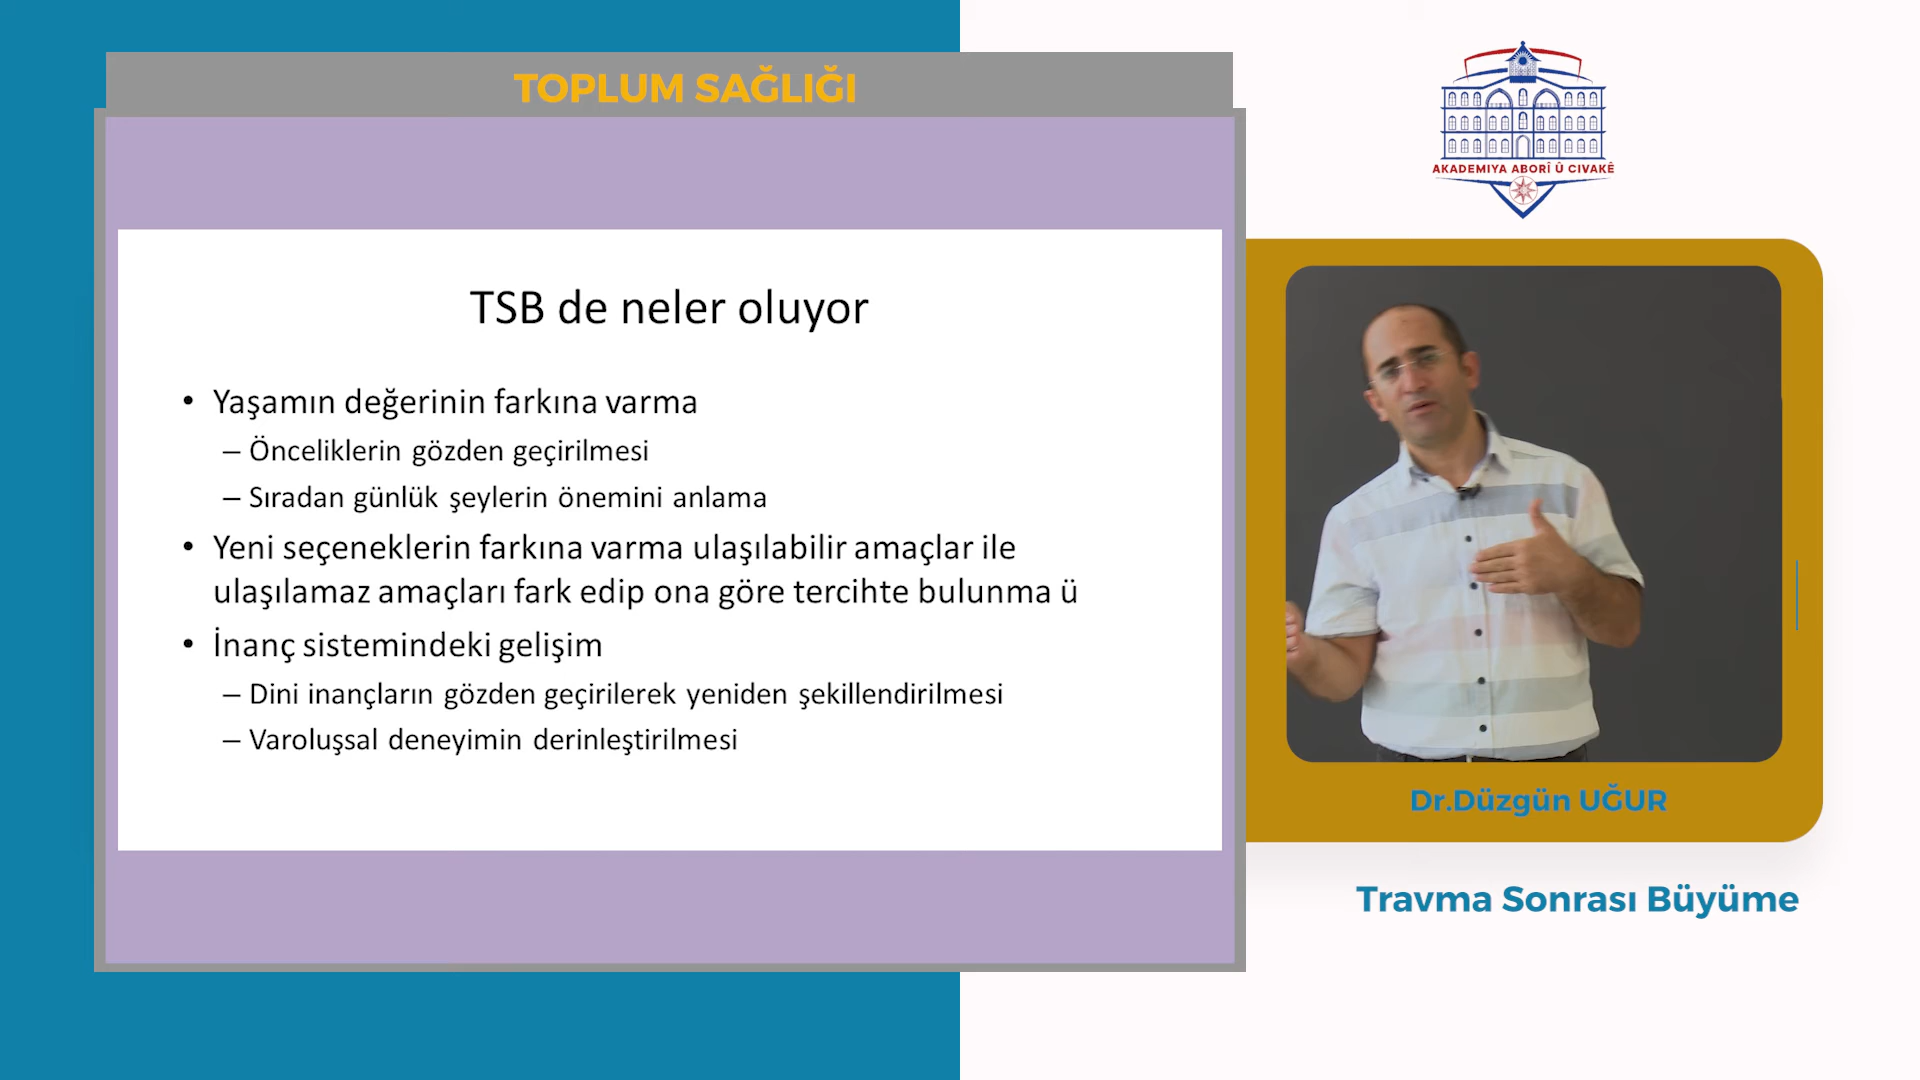 TOPLUM SAĞLIĞI
TSB de neler oluyor
• Yaşamın değerinin farkına varma
– Önceliklerin gözden geçirilmesi
– Sıradan günlük şeylerin önemini anlama
• Yeni seçeneklerin farkına varma ulaşılabilir amaçlar ile
ulaşılamaz amaçları fark edip ona göre tercihte bulunma ü
• İnanç sistemindeki gelişim
– Dini inançların gözden geçirilerek yeniden şekillendirilmesi
– Varoluşsal deneyimin derinleştirilmesi
AKADEMIYA ABORÎ Û CIVAKÊ
Dr.Düzgün UĞUR
Travma Sonrası Büyüme